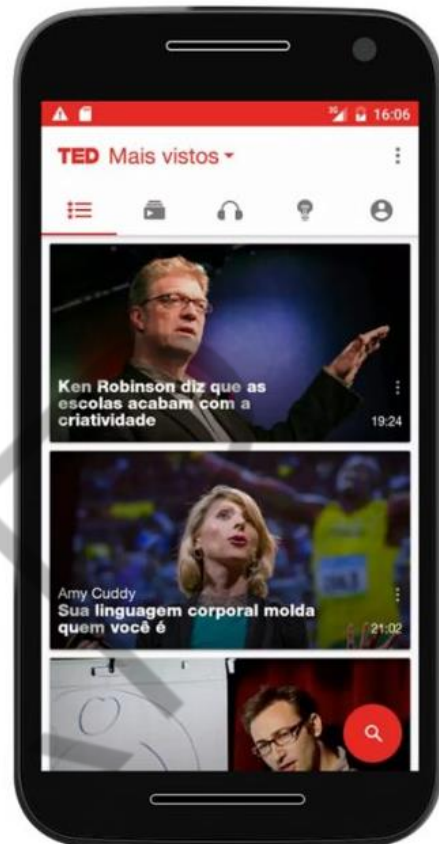 3G 16:06
TED Mais vistos
Ken Robinson diz que as
escolas acabam com a
criatividade
19:24
Amy Cuddy
Sua linguagem corporal molda
quem você é
21:02